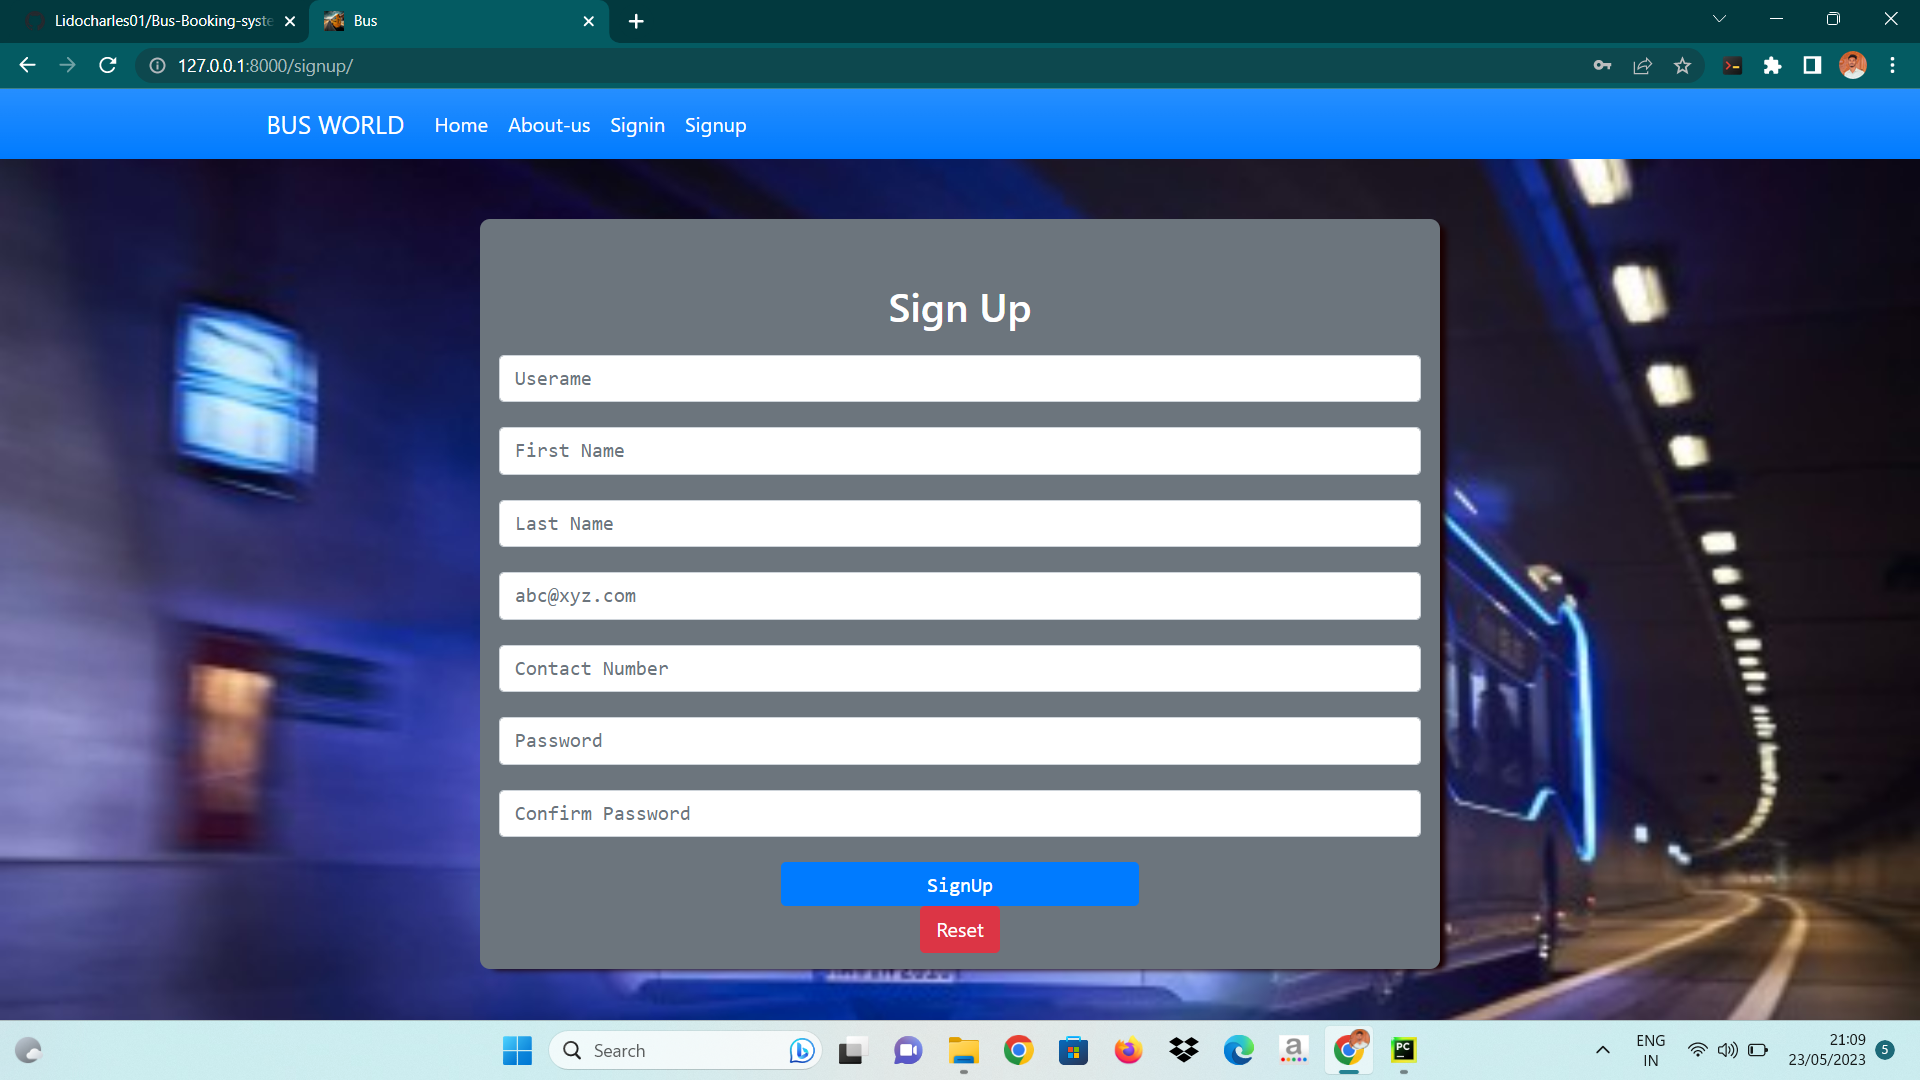 Lidocharles01/Bus-Booking-syste
Bus
127.0.0.1:8000/signup/
BUS WORLD Home About-us Signin Signup
Sign Up
Userame
First Name
Last Name
abc@xyz.com
Contact Number
Password
Confirm Password
SignUp
Reset
Search
PC
a
ENG
IN
21:09
23/05/2023
5